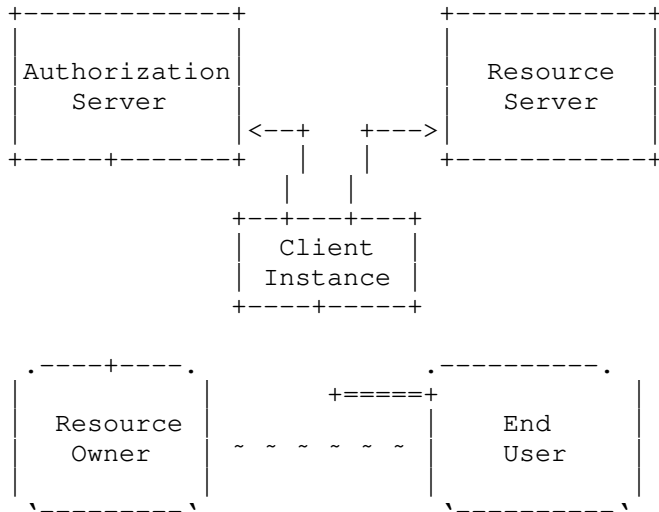 Authorization
Server
Resource
Server
Client
Instance
Resource
Owner
~ ~ ~ ~ ~ ~
End
User